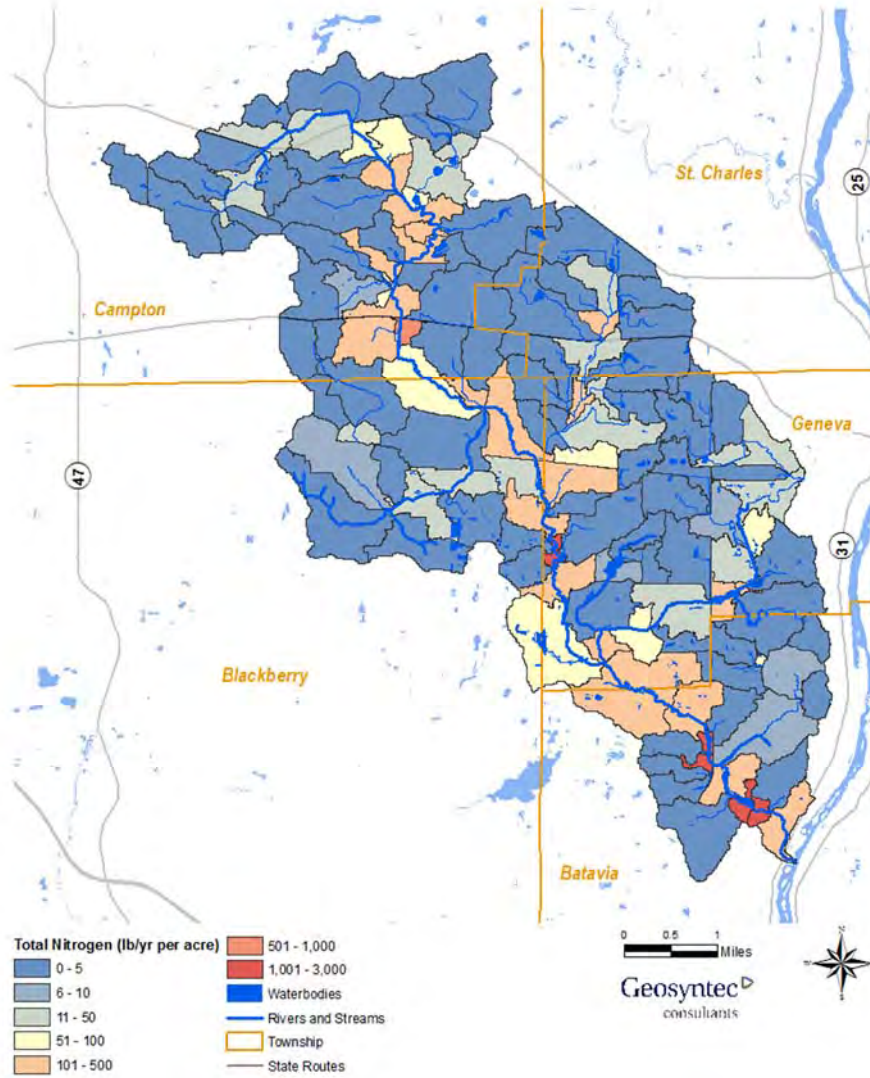 St. Charles
25
Campton
Geneva
47
31
Blackberry
Batavia
Total Nitrogen (lb/yr per acre)
0 - 5
6 - 10
11 - 50
51 - 100
101 - 500
501 - 1,000
1,001 - 3,000
Waterbodies
Rivers and Streams
Township
State Routes
0 0.5 1
Miles
Geosyntec
consultants